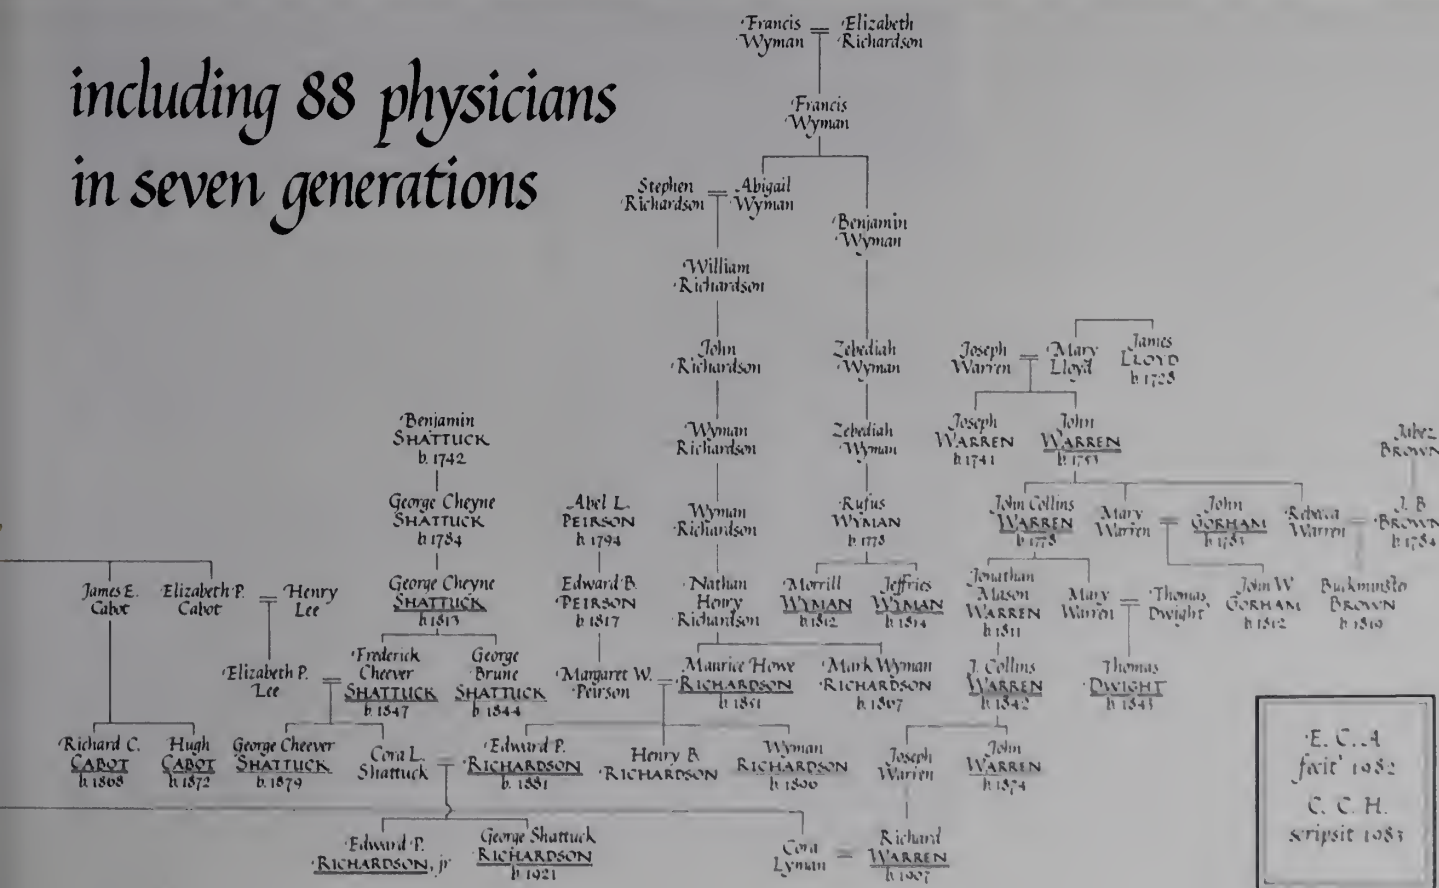 including 88 physicians
in seven generations
Francis
Wyman
Elizabeth
Richardson
Francis
Wyman
Stephen
Richardson
Abigail
Wyman
Benjamin
Wyman
William
Richardson
John
Richardson
Zebediah
Wyman
Joseph
Warren
Mary
Lloyd
James
LLOYD
b. 1728
Benjamin
SHATTUCK
b. 1742
Wyman
Richardson
Zebediah
Wyman
Joseph
WARREN
b. 1741
John
WARREN
b. 1753
Jabez
BROWN
George Cheyne
SHATTUCK
b 1784
Abel L.
PEIRSON
b. 1794
Wyman
Richardson
Rufus
WYMAN
b. 1778
John Collins
WARREN
b 1778
Mary
Warren
John
GORHAM
b 1783
Rebecca
Warren
J. B
BROWN
b 1784
James E.
Cabot
Elizabeth P.
Cabot
Henry
Lee
George Cheyne
SHATTUCK
b 1813
Edward B.
PEIRSON
b 1817
Nathan
Henry
Richardson
Morrill
WYMAN
b 1812
Jeffries
WYMAN
b 1814
Jonathan
Mason
WARREN
b 1811
Mary
Warren
Thomas
Dwight
John W
GORHAM
b 1812
Buckminster
BROWN
b 1819
Elizabeth P.
Lee
Frederick
Cheever
SHATTUCK
b. 1847
George
Brune
SHATTUCK
b 1844
Margaret W.
Peirson
Maurice Howe
RICHARDSON
b 1851
Mark Wyman
RICHARDSON
b 1867
J. Collins
WARREN
b 1842
Thomas
DWIGHT
b 1843
Richard C.
CABOT
b 1868
Hugh
CABOT
b 1872
George Cheever
SHATTUCK
b. 1879
Cora L.
Shattuck
Edward P.
RICHARDSON
b. 1881
Henry B.
RICHARDSON
Wyman
RICHARDSON
b 1896
Joseph
Warren
John
WARREN
b 1874
Edward P.
RICHARDSON, jr
George Shattuck
RICHARDSON
b 1921
Cora
Lyman
Richard
WARREN
b 1907
E. C. A
fecit 1982
C. C. H.
scripsit 1983